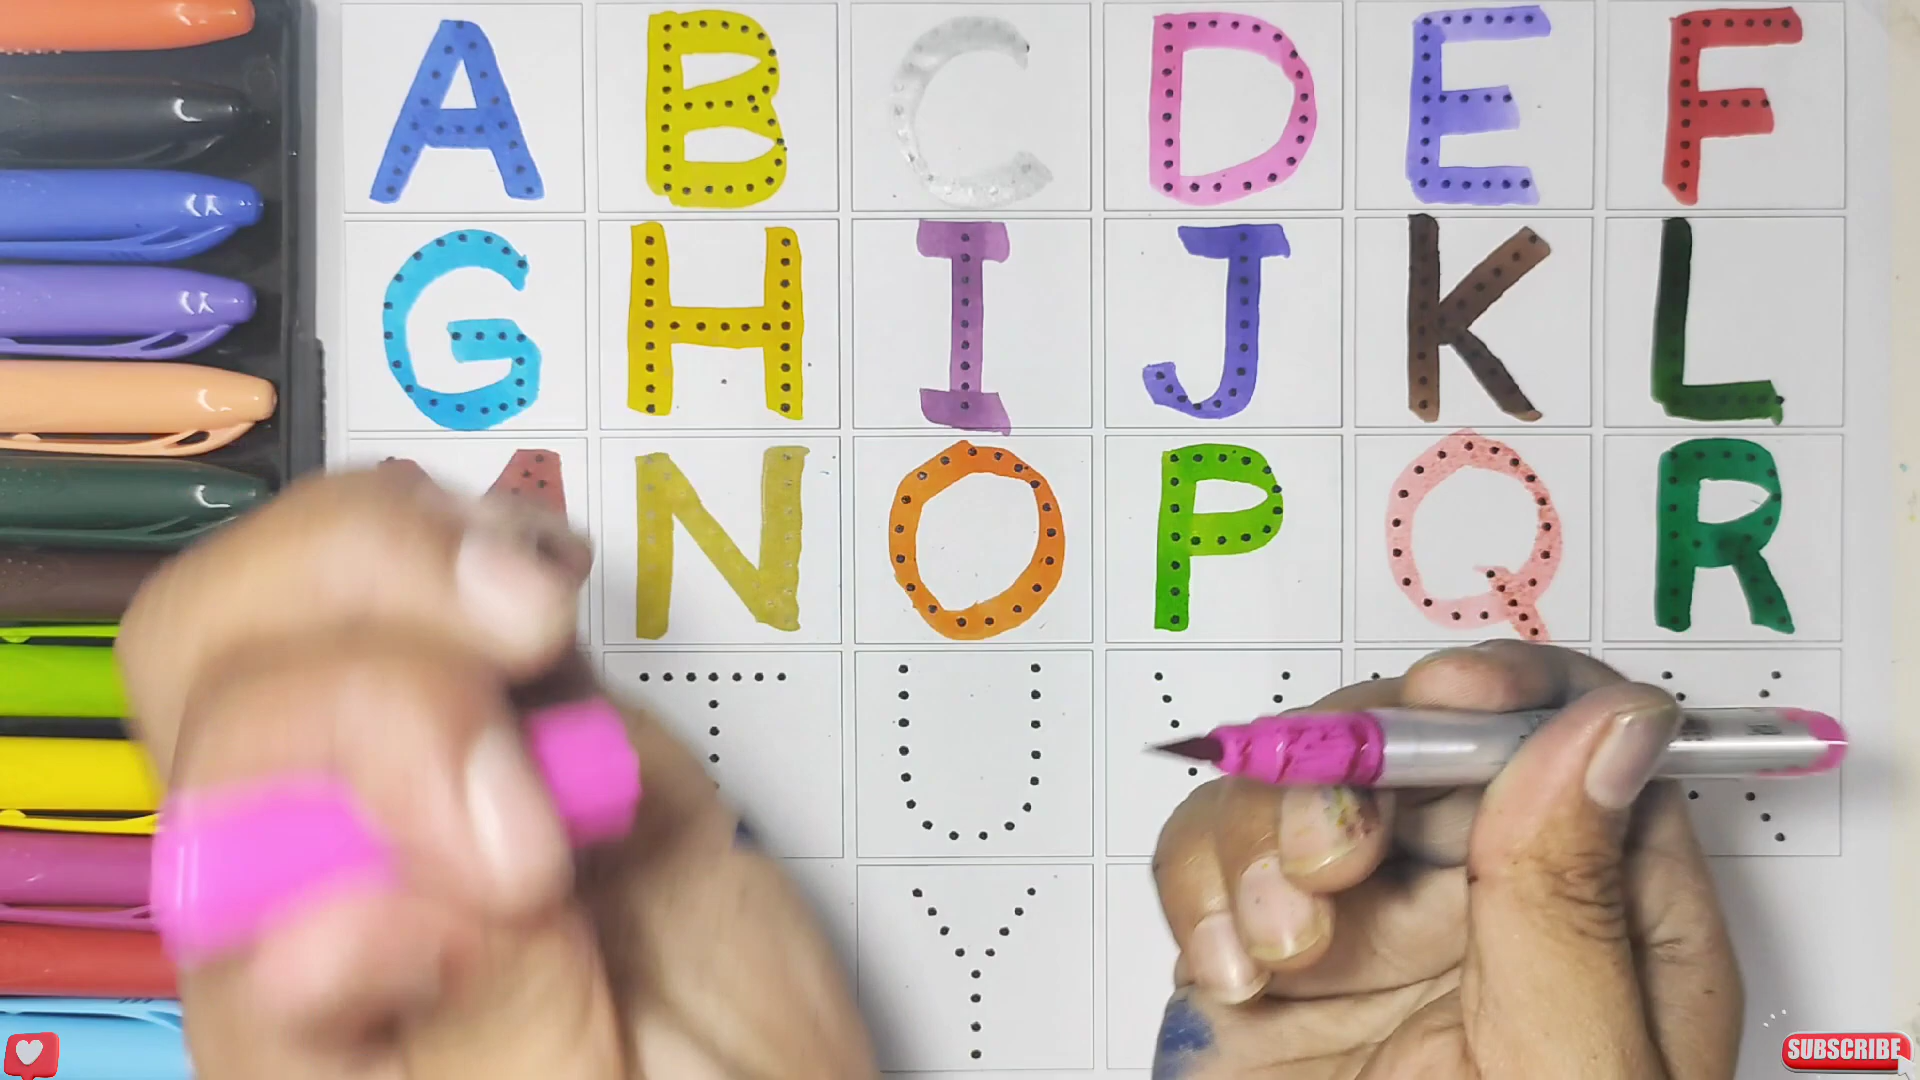 A B C D E F
G H I J K L
M N O P Q R
T U V X
Y
SUBSCRIBE